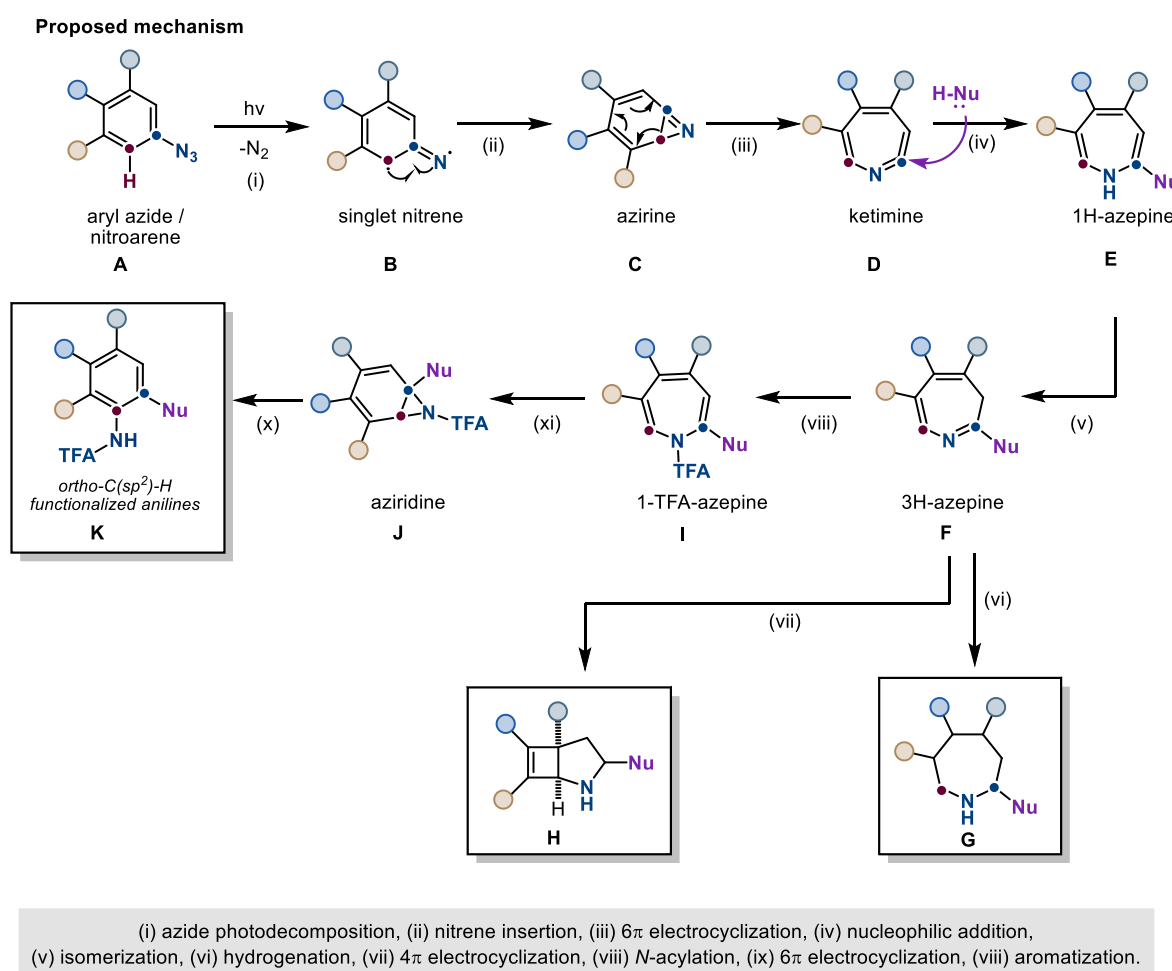 Proposed mechanism
N3
H
aryl azide /
nitroarene
A
hν
-N2
(i)
N
singlet nitrene
B
(ii)
N
azirine
C
(iii)
N
ketimine
D
H-Nu
(iv)
N
H
Nu
1H-azepine
E
(v)
N
Nu
3H-azepine
F
(viii)
N
TFA
Nu
1-TFA-azepine
I
(xi)
Nu
N
TFA
aziridine
J
(x)
Nu
NH
TFA
ortho-C(sp2)-H
functionalized anilines
K
(vii)
(vi)
Nu
N
H
H
H
N
H
Nu
G
(i) azide photodecomposition, (ii) nitrene insertion, (iii) 6π electrocyclization, (iv) nucleophilic addition,
(v) isomerization, (vi) hydrogenation, (vii) 4π electrocyclization, (viii) N-acylation, (ix) 6π electrocyclization, (viii) aromatization.